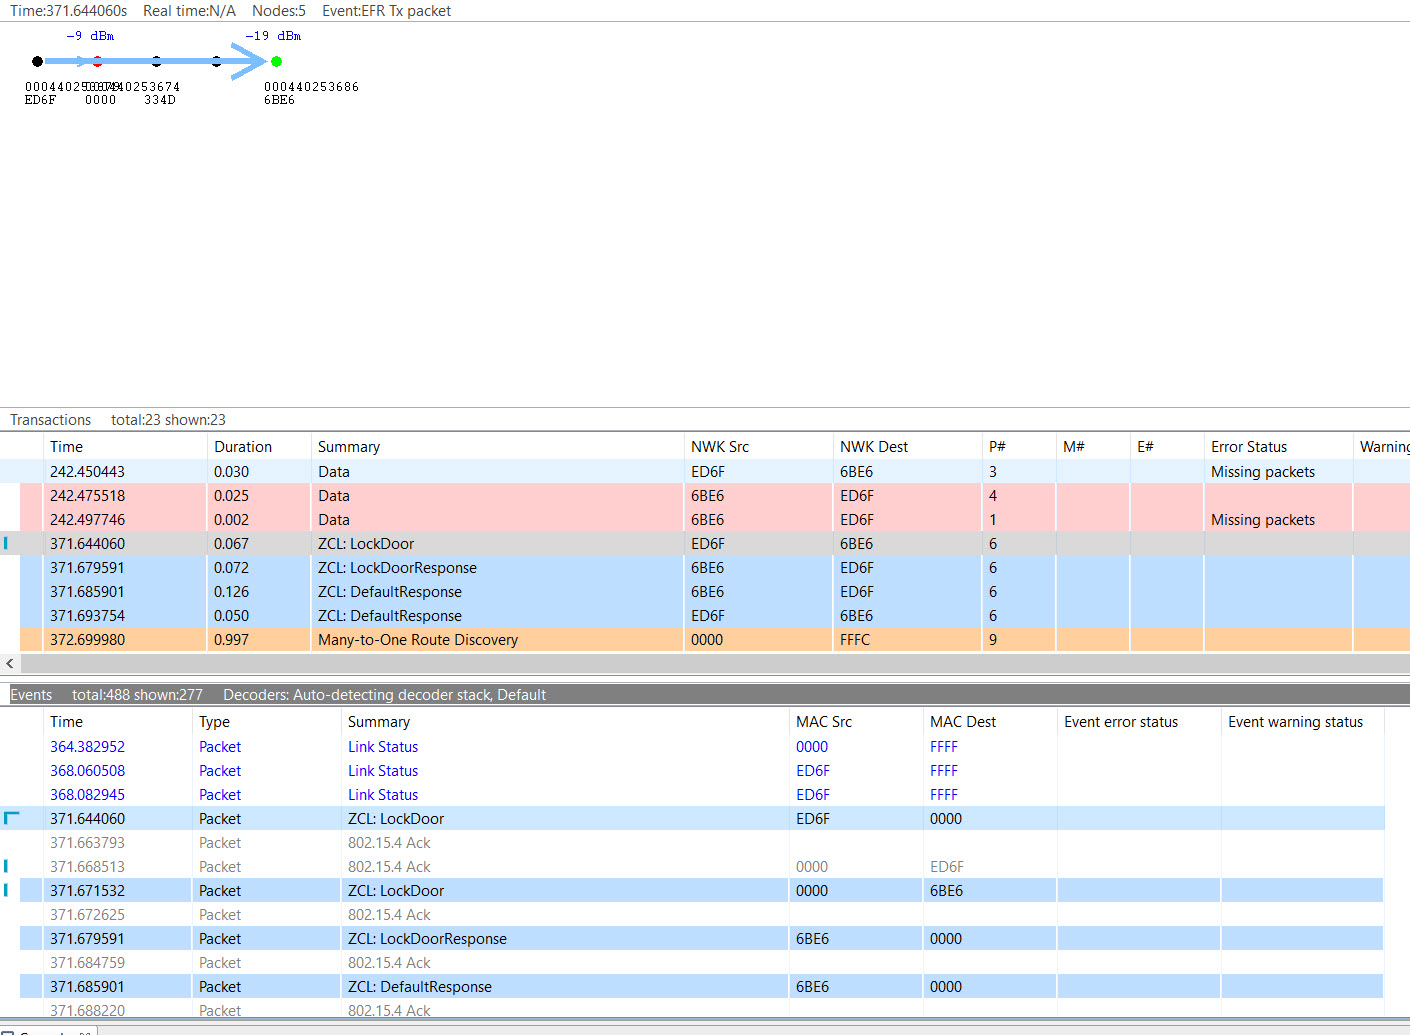 Time:371.644060s Real time:N/A Nodes:5 Event:EFR Tx packet
-9 dBm -19 dBm
000440253686
ED6F 0000 334D 6BE6
Transactions total:23 shown:23
Time Duration Summary NWK Src NWK Dest P# M# E# Error Status Warning
242.450443 0.030 Data ED6F 6BE6 3 Missing packets
242.475518 0.025 Data 6BE6 ED6F 4
242.497746 0.002 Data 6BE6 ED6F 1 Missing packets
371.644060 0.067 ZCL: LockDoor ED6F 6BE6 6
371.679591 0.072 ZCL: LockDoorResponse 6BE6 ED6F 6
371.685901 0.126 ZCL: DefaultResponse 6BE6 ED6F 6
371.693754 0.050 ZCL: DefaultResponse ED6F 6BE6 6
372.699980 0.997 Many-to-One Route Discovery 0000 FFFC 9
Events total:488 shown:277 Decoders: Auto-detecting decoder stack, Default
Time Type Summary MAC Src MAC Dest Event error status Event warning status
364.382952 Packet Link Status 0000 FFFF
368.060508 Packet Link Status ED6F FFFF
368.082945 Packet Link Status ED6F FFFF
371.644060 Packet ZCL: LockDoor ED6F 0000
371.663793 Packet 802.15.4 Ack
371.668513 Packet 802.15.4 Ack 0000 ED6F
371.671532 Packet ZCL: LockDoor 0000 6BE6
371.672625 Packet 802.15.4 Ack
371.679591 Packet ZCL: LockDoorResponse 6BE6 0000
371.684759 Packet 802.15.4 Ack
371.685901 Packet ZCL: DefaultResponse 6BE6 0000
371.688220 Packet 802.15.4 Ack